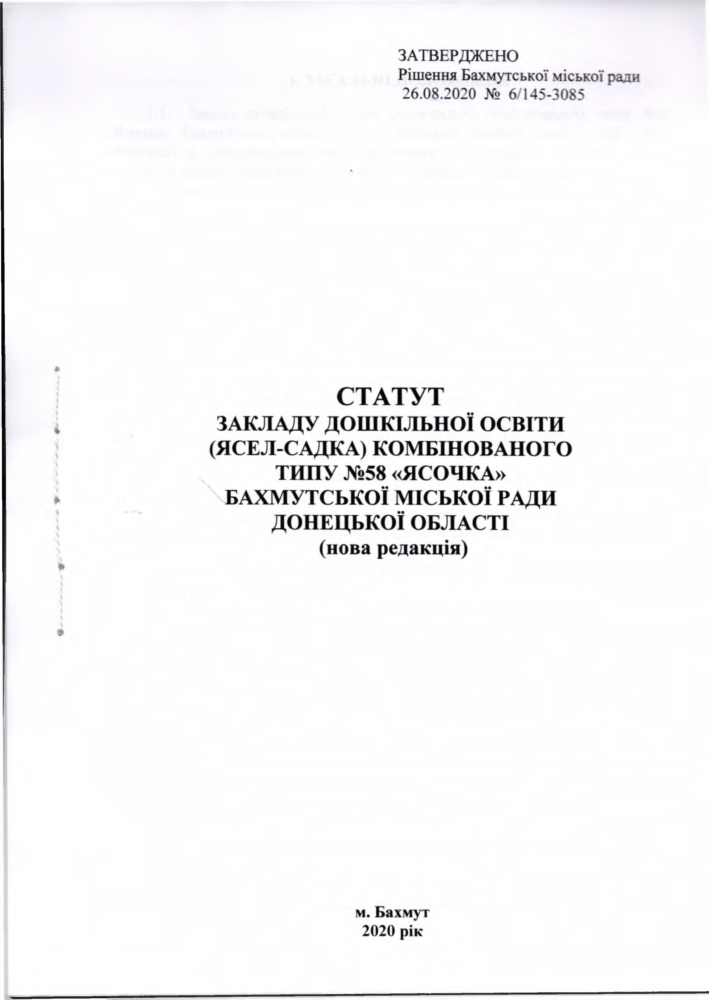 ЗАТВЕРДЖЕНО
Рішення Бахмутської міської ради
26.08.2020 № 6/145-3085
СТАТУТ
ЗАКЛАДУ ДОШКІЛЬНОЇ ОСВІТИ
(ЯСЕЛ-САДКА) КОМБІНОВАНОГО
ТИПУ №58 «ЯСОЧКА»
БАХМУТСЬКОЇ МІСЬКОЇ РАДИ
ДОНЕЦЬКОЇ ОБЛАСТІ
(нова редакція)
м. Бахмут
2020 рік